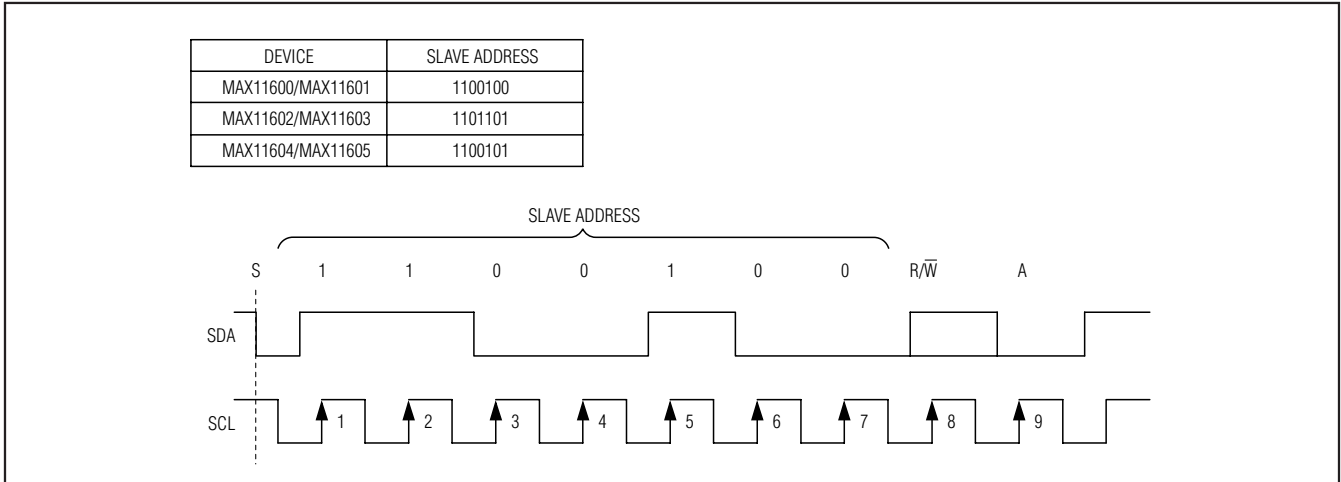 DEVICE SLAVE ADDRESS
MAX11600/MAX11601 1100100
MAX11602/MAX11603 1101101
MAX11604/MAX11605 1100101
SLAVE ADDRESS
S 1 1 0 0 1 0 0 R/W̅ A
SDA
SCL 1 2 3 4 5 6 7 8 9